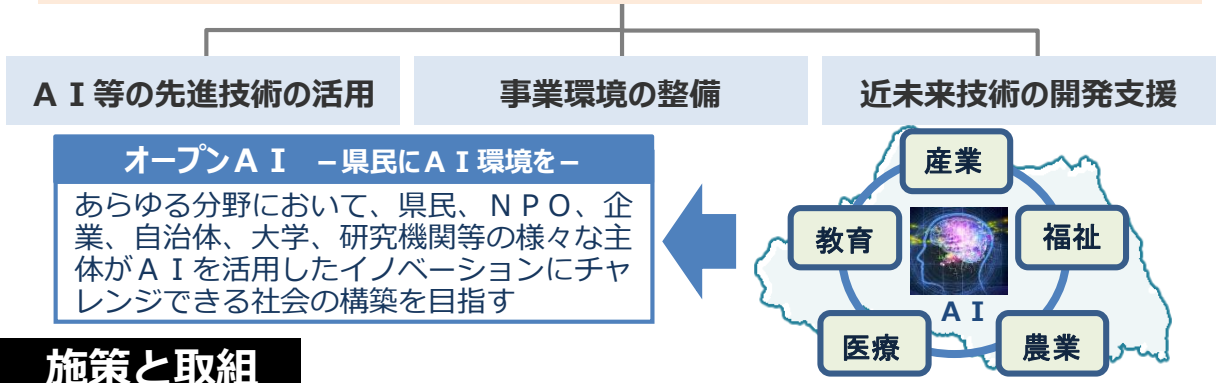 ＡＩ等の先進技術の活用
事業環境の整備
近未来技術の開発支援
オープンＡＩ －県民にＡＩ環境を－
あらゆる分野において、県民、ＮＰＯ、企
業、自治体、大学、研究機関等の様々な主
体がＡＩを活用したイノベーションにチャ
レンジできる社会の構築を目指す
産業
教育
福祉
ＡＩ
医療
農業
施策と取組